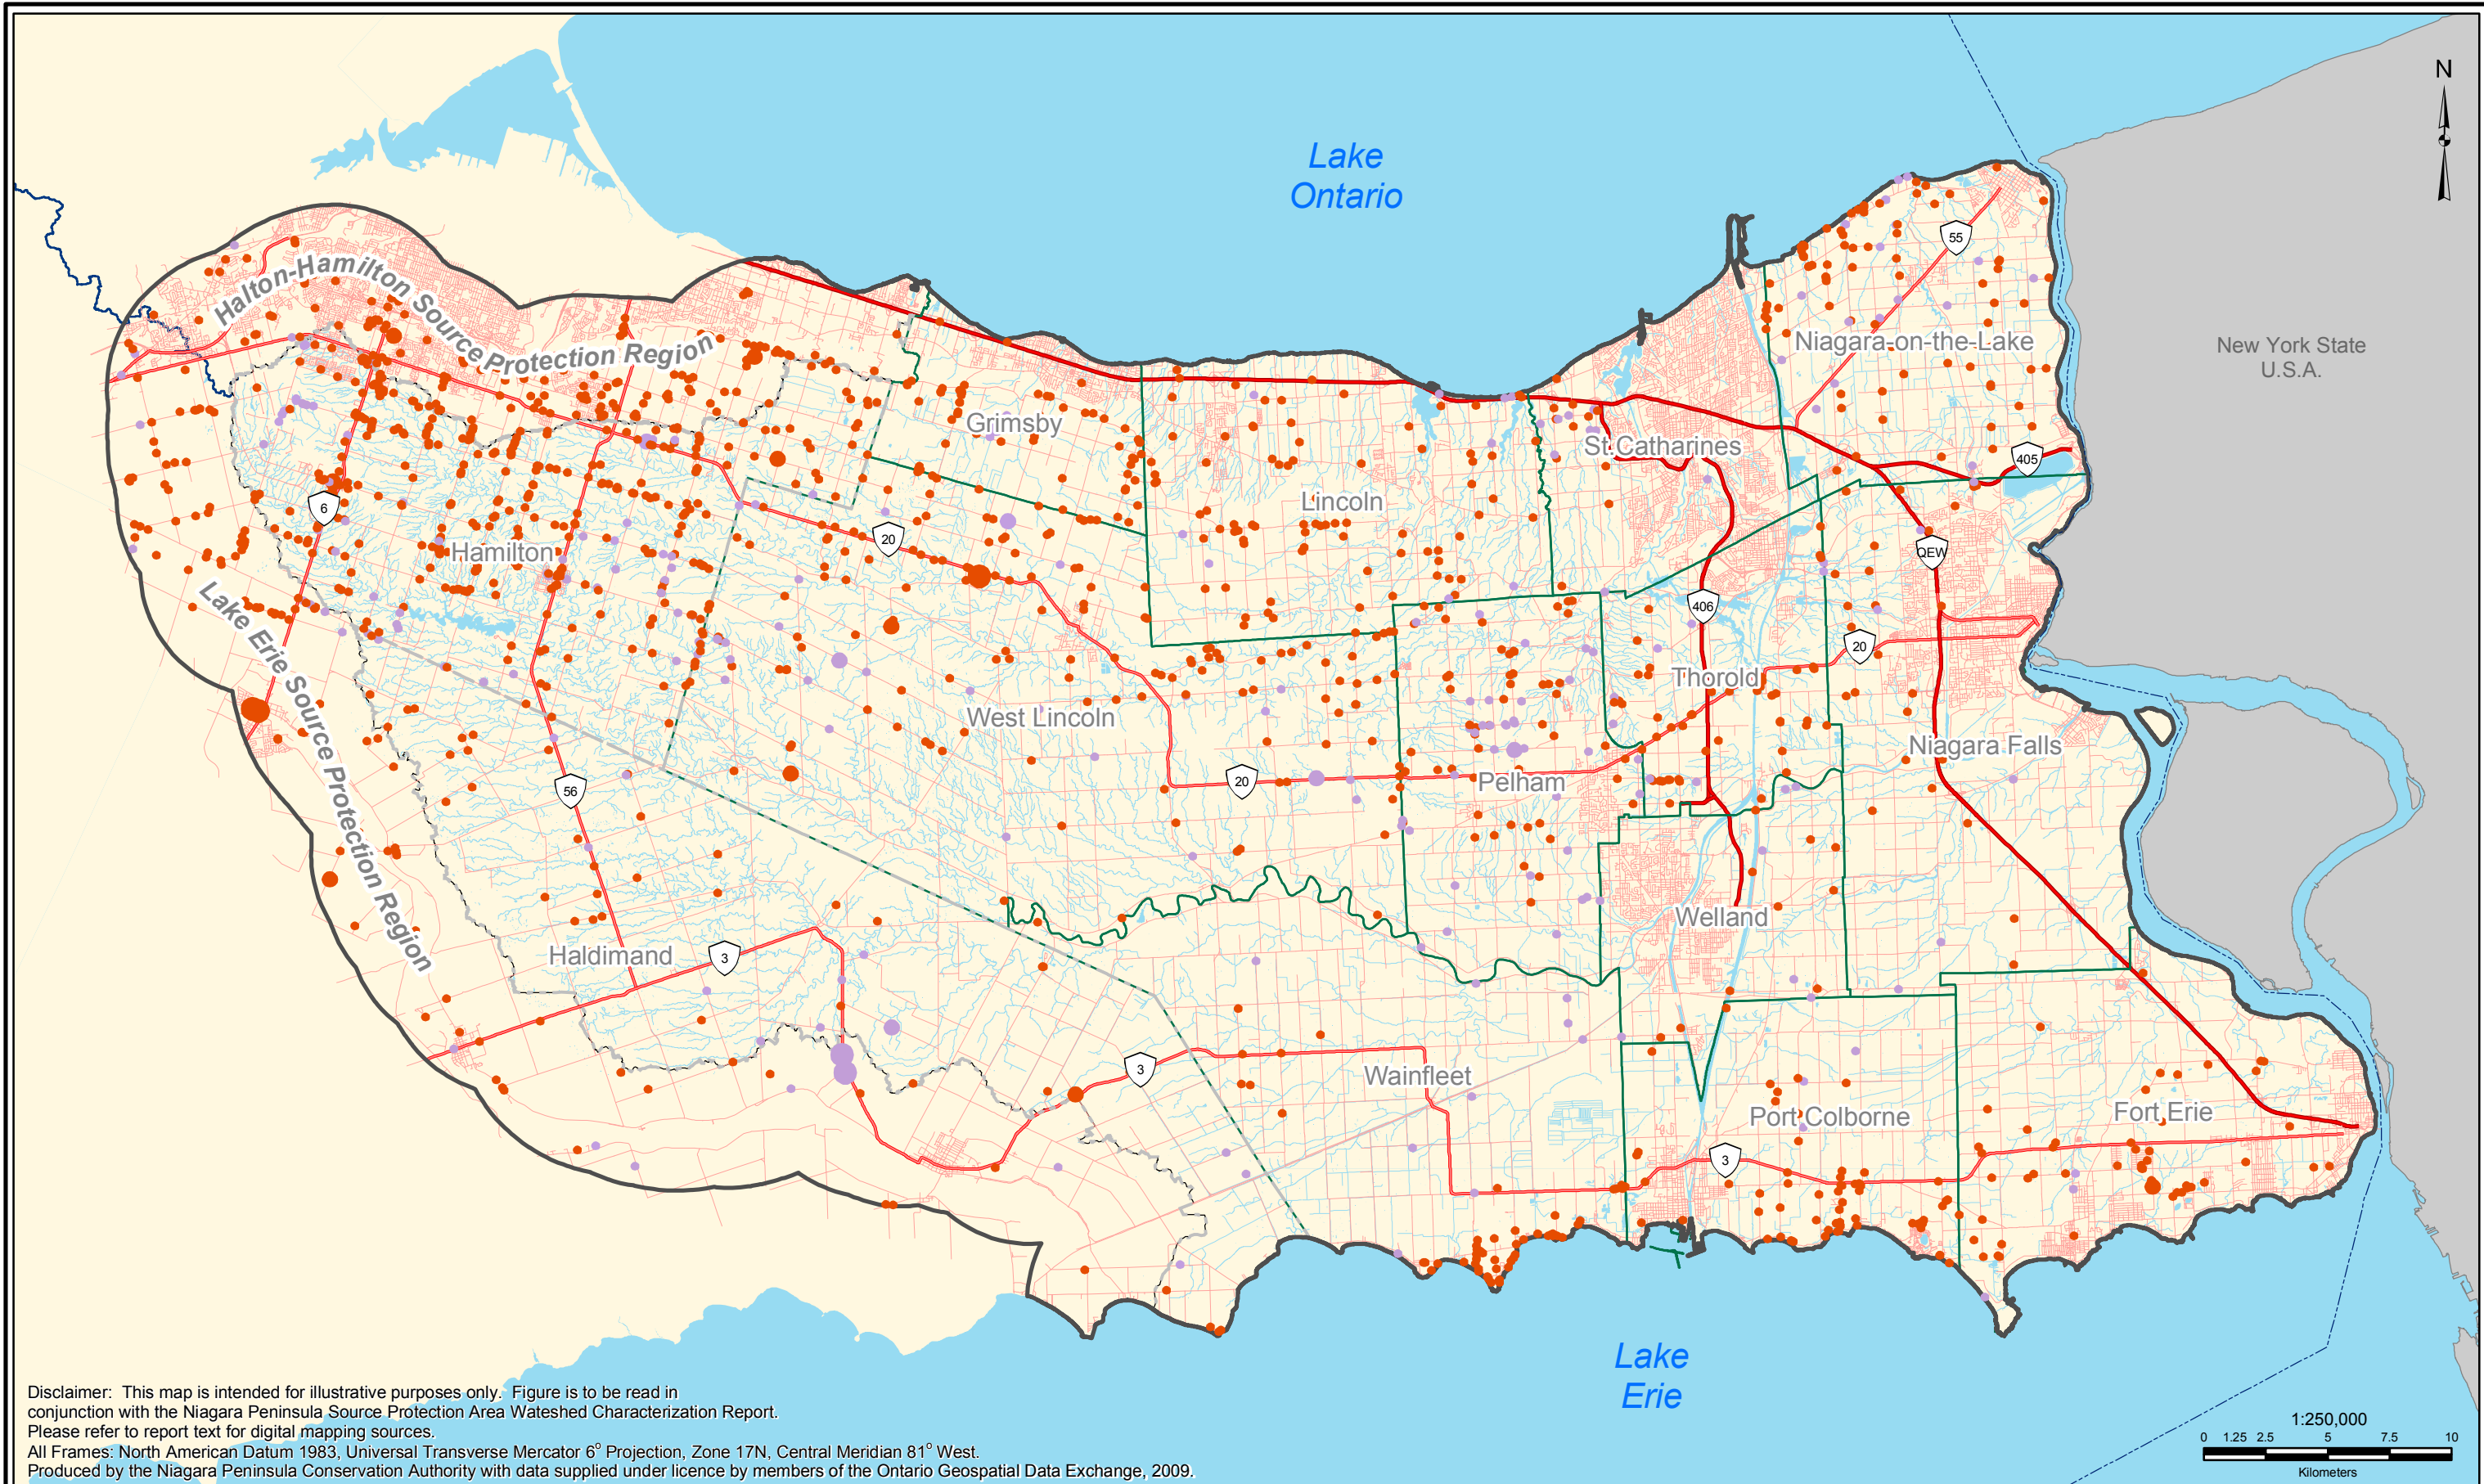 N
Lake
Ontario
55
Halton-Hamilton Source Protection Region
Niagara-on-the-Lake
New York State
U.S.A.
Grimsby
St.Catharines
405
Lincoln
6
20
Hamilton
QEW
406
20
Lake Erie Source Protection Region
Thorold
West Lincoln
Niagara Falls
20
Pelham
56
Welland
Haldimand
3
3
Wainfleet
Port Colborne
Fort Erie
3
Lake
Erie
Disclaimer: This map is intended for illustrative purposes only. Figure is to be read in
conjunction with the Niagara Peninsula Source Protection Area Wateshed Characterization Report.
Please refer to report text for digital mapping sources.
All Frames: North American Datum 1983, Universal Transverse Mercator 6° Projection, Zone 17N, Central Meridian 81° West.
Produced by the Niagara Peninsula Conservation Authority with data supplied under licence by members of the Ontario Geospatial Data Exchange, 2009.
1:250,000
0 1.25 2.5 5 7.5 10
Kilometers